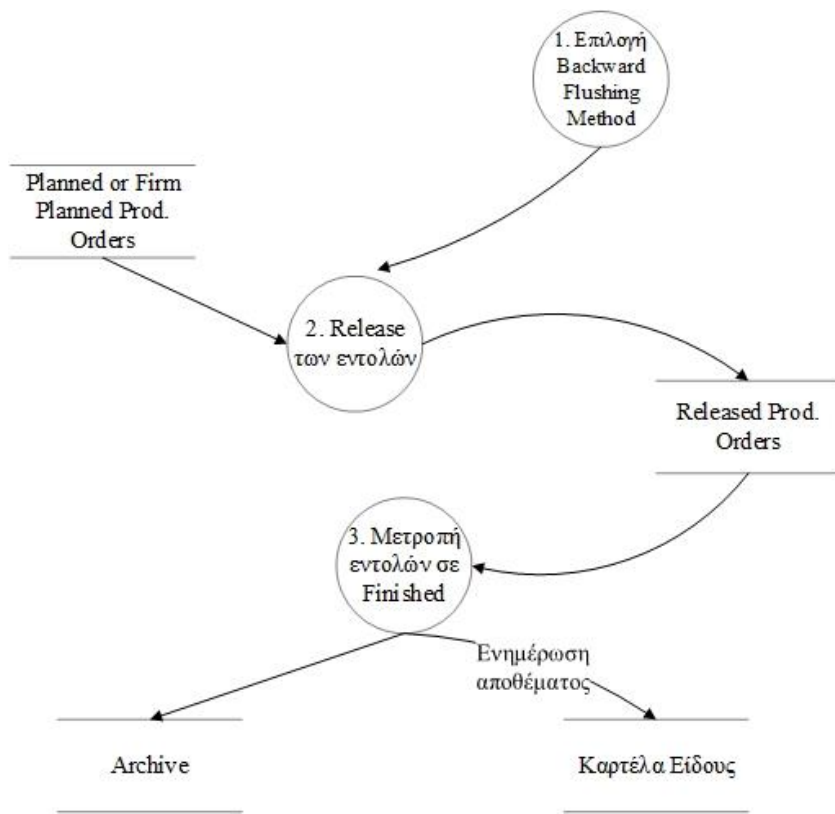 1. Επιλογή
Backward
Flushing
Method
Planned or Firm
Planned Prod.
Orders
2. Release
των εντολών
Released Prod.
Orders
3. Μετροπή
εντολών σε
Finished
Ενημέρωση
αποθέματος
Archive
Καρτέλα Είδους